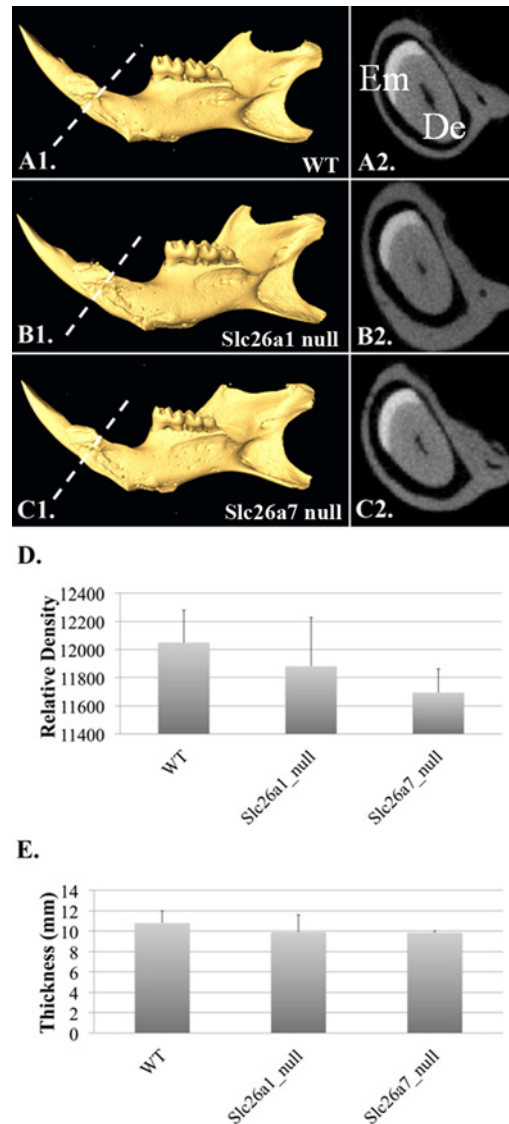 Em
De
A1.
WT
A2.
B1.
Slc26a1 null
B2.
C1.
Slc26a7 null
C2.
D.
Relative Density
12400
12200
12000
11800
11600
11400
WT
Slc26a1_null
Slc26a7_null
E.
Thickness (mm)
14
12
10
8
6
4
2
0
WT
Slc26a1_null
Slc26a7_null